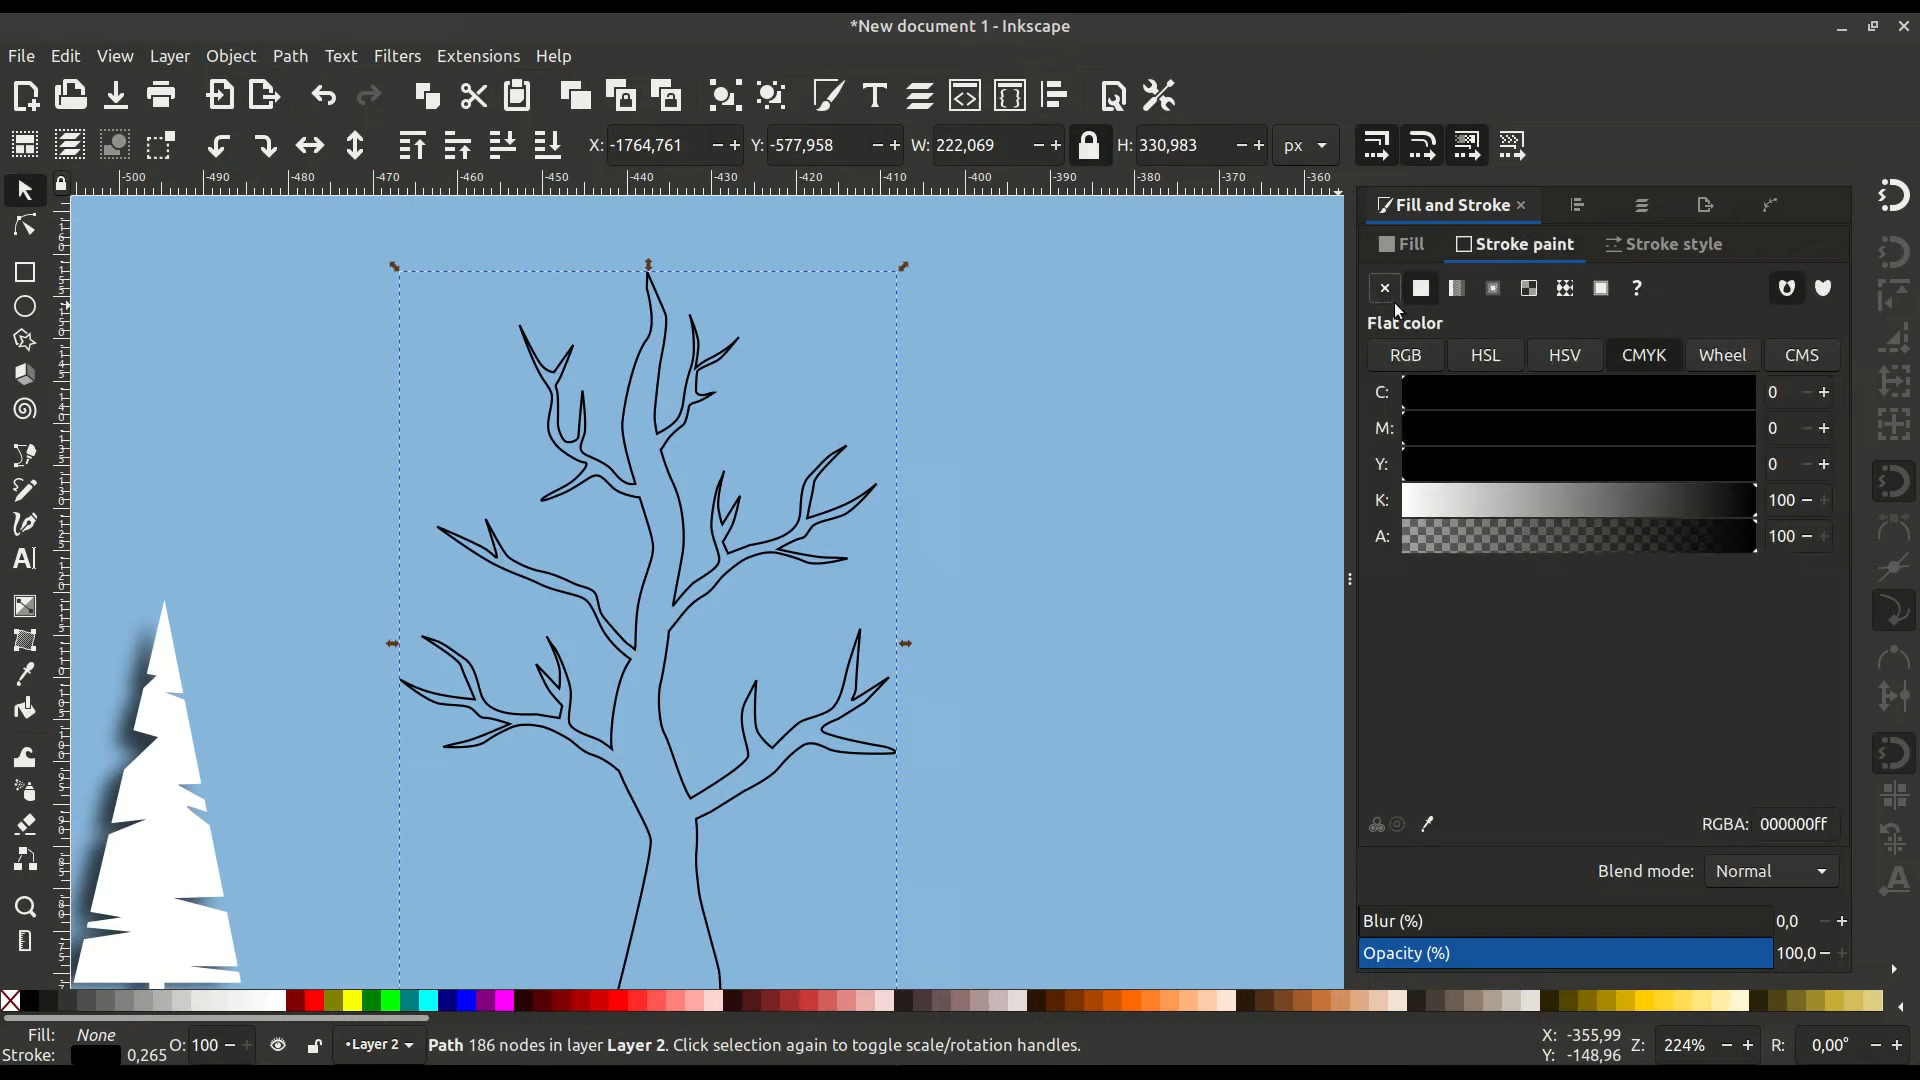 *New document 1 - Inkscape
File Edit View Layer Object Path Text Filters Extensions Help
X: -1764,761 Y: -577,958 W: 222,069 H: 330,983 px
-500 -490 -480 -470 -460 -450 -440 -430 -420 -410 -400 -390 -380 -370 -360
Fill and Stroke
Fill Stroke paint Stroke style
?
Flat color
RGB HSL HSV CMYK Wheel CMS
C: 0
M: 0
Y: 0
K: 100
A: 100
RGBA: 000000ff
Blend mode: Normal
Blur (%) 0,0
Opacity (%) 100,0
Fill: None
Stroke: 0,265 O: 100 •Layer 2 Path 186 nodes in layer Layer 2. Click selection again to toggle scale/rotation handles.
X: -355,99
Y: -148,96
Z: 224% R: 0,00°